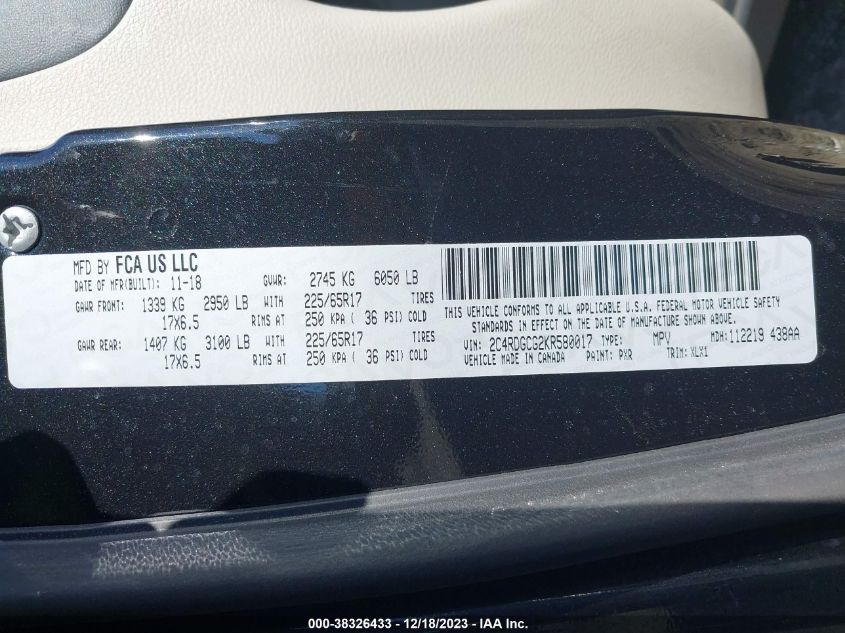 MFD BY FCA US LLC
DATE OF MFR(BUILT): 11-18 GVWR: 2745 KG 6050 LB
GAWR FRONT: 1339 KG 2950 LB WITH 225/65R17 TIRES
17X6.5 RIMS AT 250 KPA ( 36 PSI) COLD
GAWR REAR: 1407 KG 3100 LB WITH 225/65R17 TIRES
17X6.5 RIMS AT 250 KPA ( 36 PSI) COLD
THIS VEHICLE CONFORMS TO ALL APPLICABLE U.S.A. FEDERAL MOTOR VEHICLE SAFETY
STANDARDS IN EFFECT ON THE DATE OF MANUFACTURE SHOWN ABOVE.
VIN: 2C4RDGCG2KR580017 TYPE: MPV MDH: 112219 439AA
VEHICLE MADE IN CANADA PAINT: PXR TRIM: XLX1
000-38326433 - 12/18/2023 - IAA Inc.